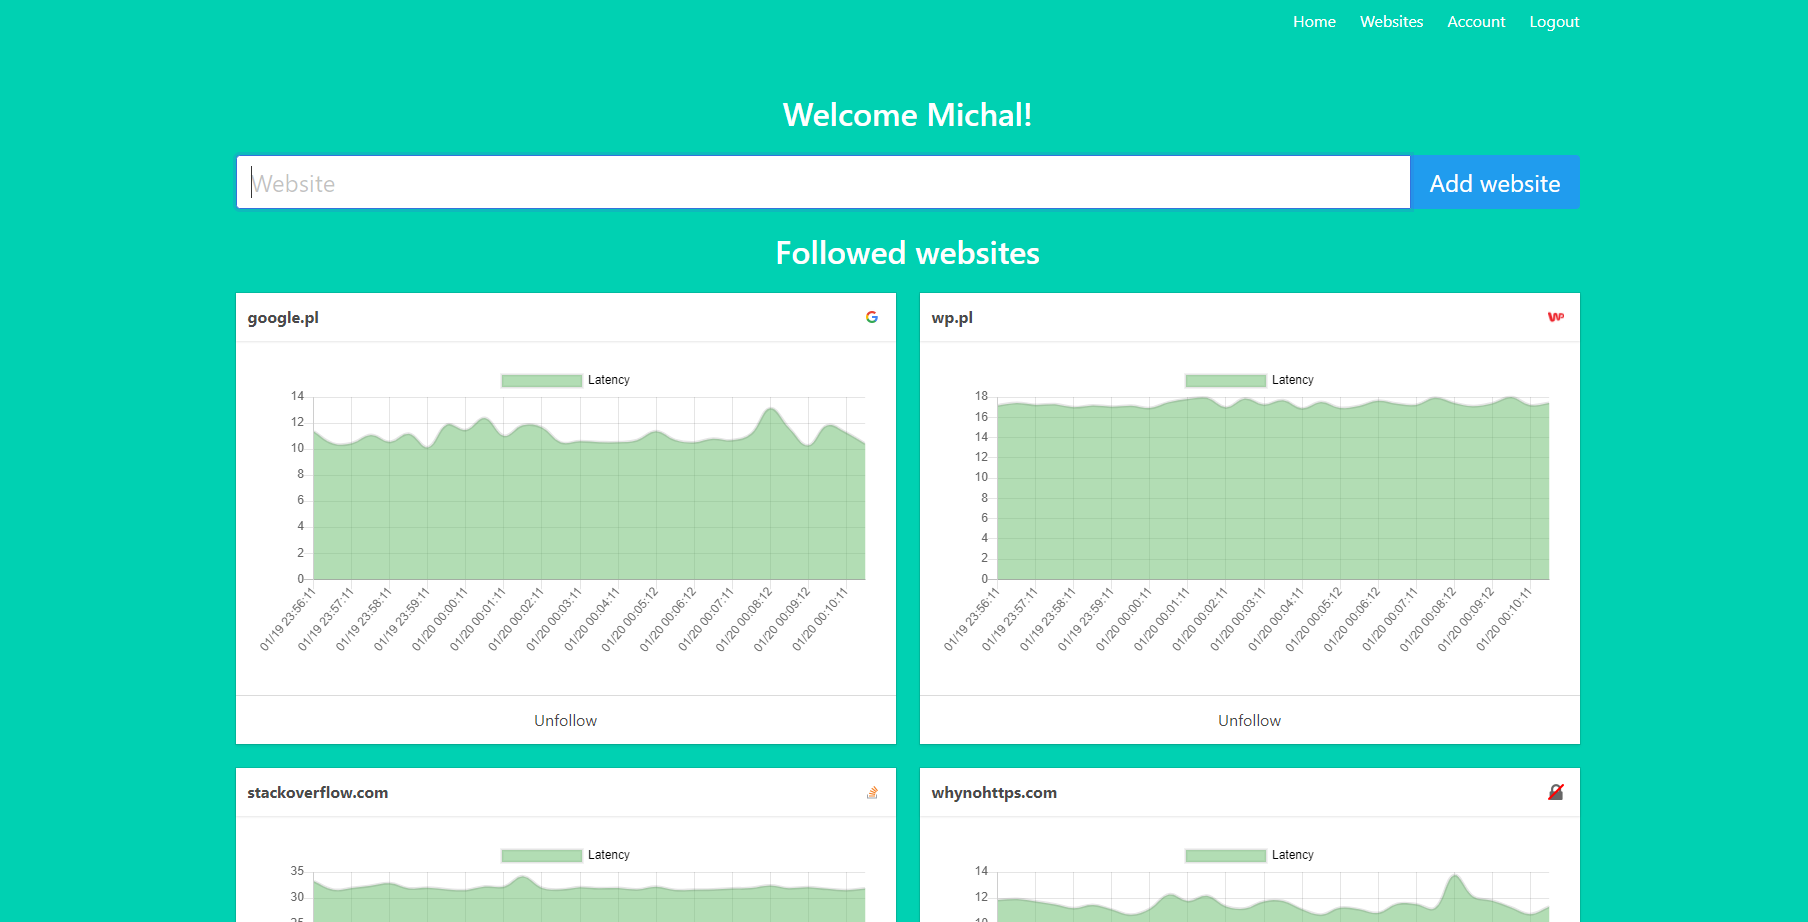 Home Websites Account Logout
Welcome Michal!
Website Add website
Followed websites
google.pl
Latency
14
12
10
8
6
4
2
0
01/19 23:56:11 01/19 23:57:11 01/19 23:58:11 01/19 23:59:11 01/20 00:00:11 01/20 00:01:11 01/20 00:02:11 01/20 00:03:11 01/20 00:04:11 01/20 00:05:12 01/20 00:06:12 01/20 00:07:11 01/20 00:08:12 01/20 00:09:12 01/20 00:10:11
Unfollow
wp.pl WP
Latency
18
16
14
12
10
8
6
4
2
0
01/19 23:56:11 01/19 23:57:11 01/19 23:58:11 01/19 23:59:11 01/20 00:00:11 01/20 00:01:11 01/20 00:02:11 01/20 00:03:11 01/20 00:04:11 01/20 00:05:12 01/20 00:06:12 01/20 00:07:11 01/20 00:08:12 01/20 00:09:12 01/20 00:10:11
Unfollow
stackoverflow.com
Latency
35
30
25
whynohttps.com
Latency
14
12
10